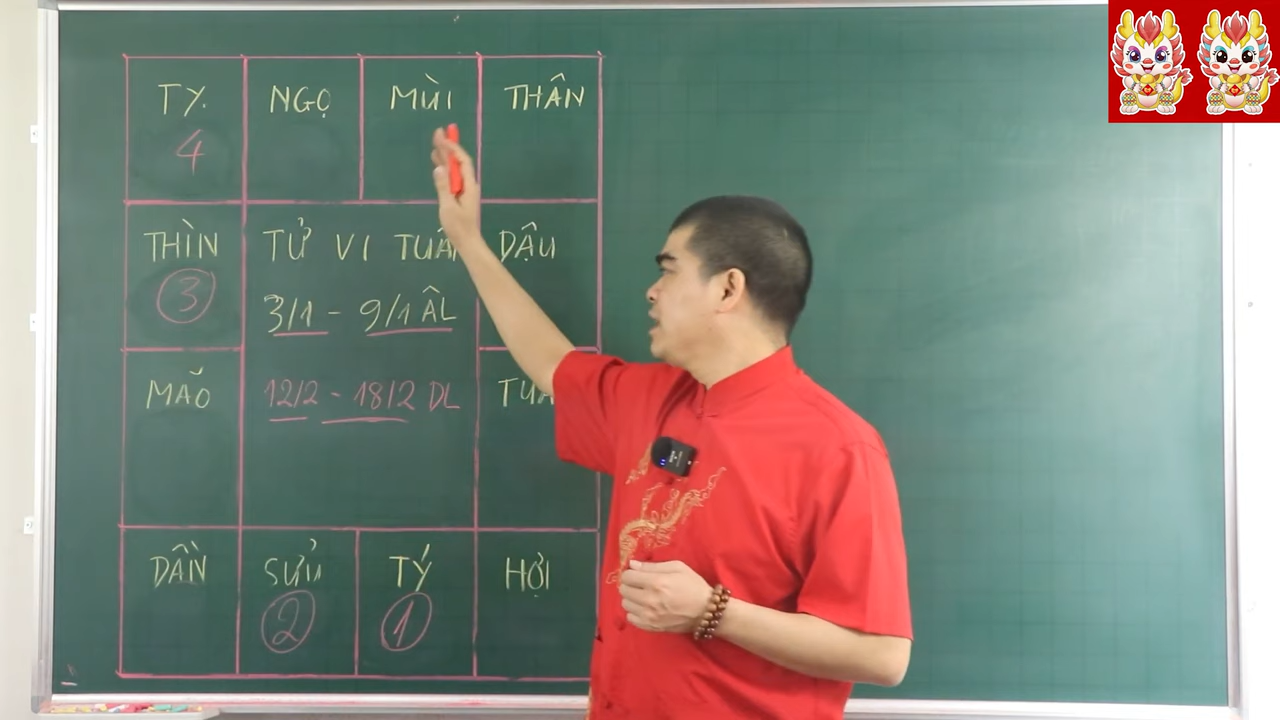 TỴ.
NGỌ
MÙI
THÂN
4
THÌN
TỬ VI TUẦN
DẬU
3
3/1 - 9/1 ÂL
MÃO
12/2 - 18/2 DL
DẦN
SỬU
TÝ
HỢI
2
1